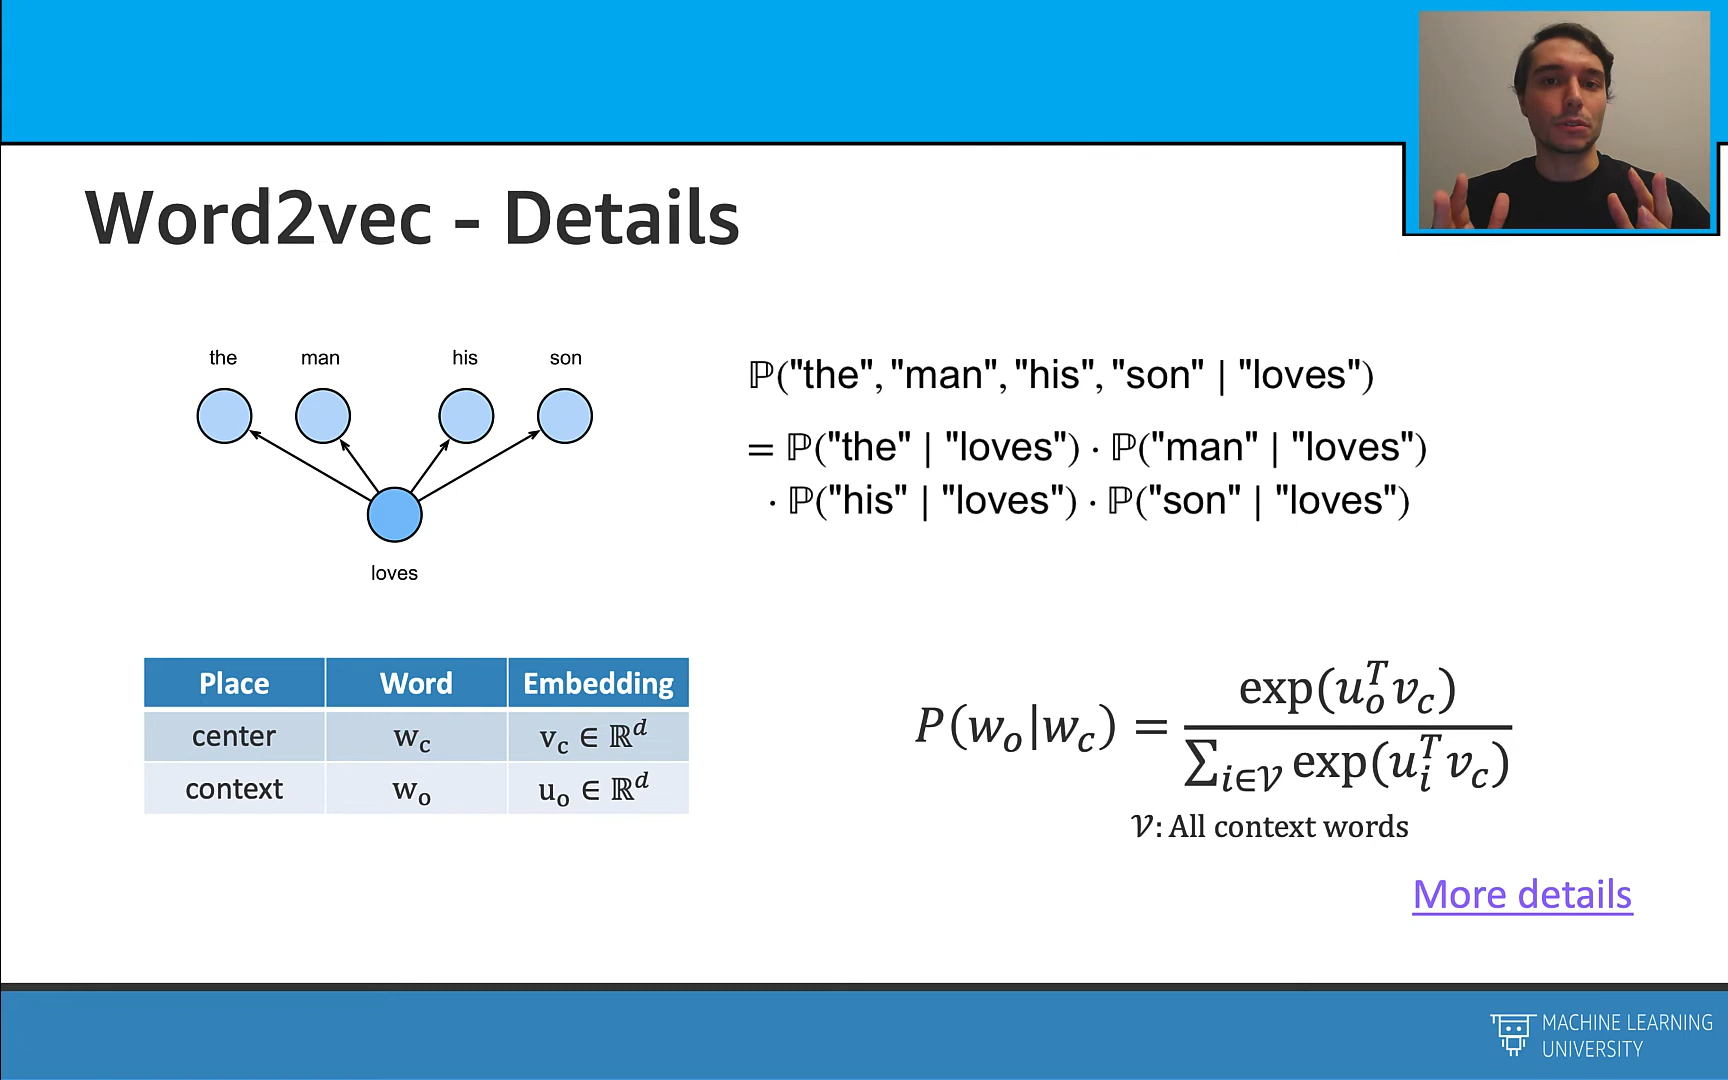 Word2vec - Details
the man his son
loves
ℙ("the", "man", "his", "son" | "loves")
= ℙ("the" | "loves") · ℙ("man" | "loves")
· ℙ("his" | "loves") · ℙ("son" | "loves")
Place Word Embedding
center w_c v_c ∈ ℝ^d
context w_o u_o ∈ ℝ^d
P(w_o|w_c) = exp(u_o^T v_c) / ∑_{i∈𝒱} exp(u_i^T v_c)
𝒱: All context words
More details
MACHINE LEARNING
UNIVERSITY